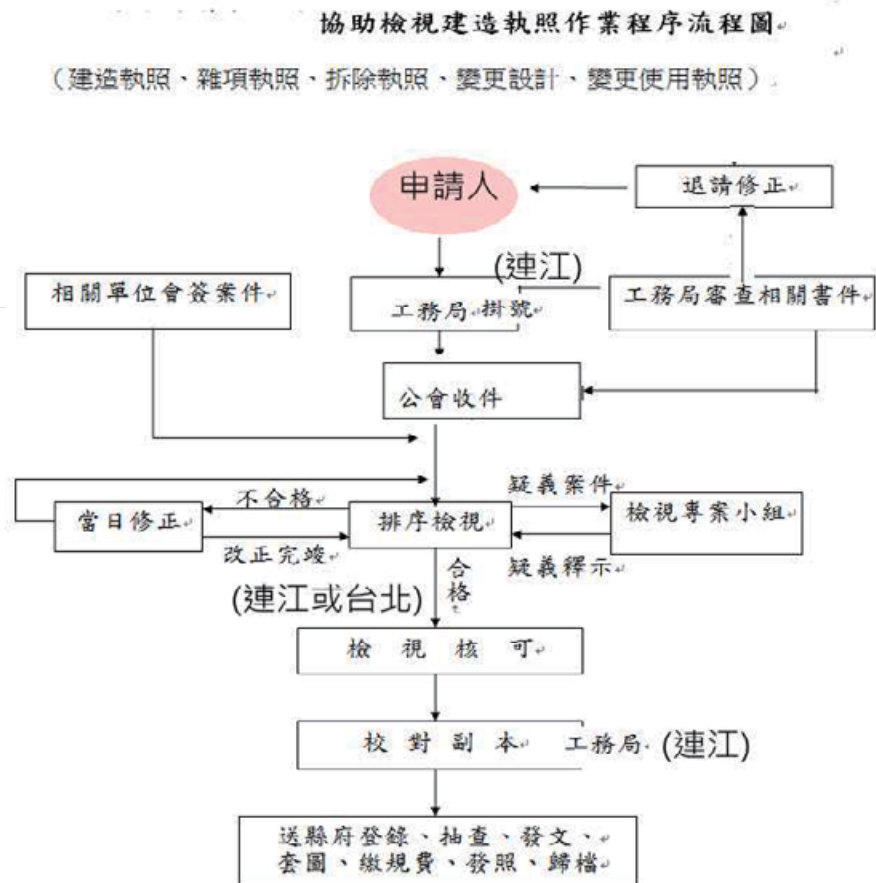 協助檢視建造執照作業程序流程圖
（建造執照、雜項執照、拆除執照、變更設計、變更使用執照）
申請人
退請修正
(連江)
相關單位會簽案件
工務局 掛號
工務局審查相關書件
公會收件
不合格
疑義案件
當日修正
排序檢視
檢視專案小組
改正完竣
合格
疑義釋示
(連江或台北)
檢視核可
校對副本
工務局
(連江)
送縣府登錄、抽查、發文、
套圖、繳規費、發照、歸檔